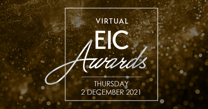 VIRTUAL
EIC
Awards
THURSDAY
2 DECEMBER 2021